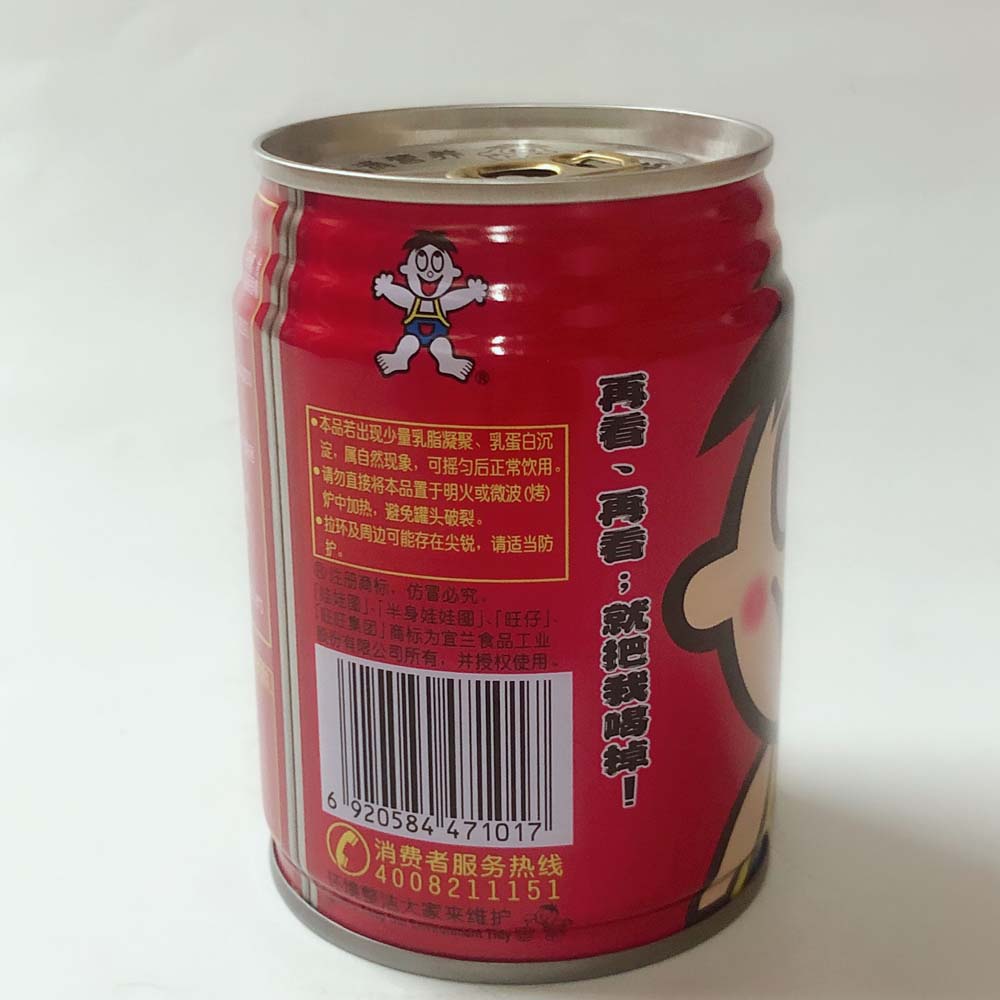 ®
•本品若出现少量乳脂凝聚、乳蛋白沉
淀,属自然现象,可摇匀后正常饮用。
•请勿直接将本品置于明火或微波(烤)
炉中加热,避免罐头破裂。
•拉环及周边可能存在尖锐,请适当防
护。
®注册商标,仿冒必究。
「娃娃圖」、「半身娃娃圖」、「旺仔」、
「旺旺集团」商标为宜兰食品工业
股份有限公司所有,并授权使用。
6 920584 471017
消费者服务热线
4008211151
环境整洁大家来维护
Environment Tidy
再看、再看;就把我喝掉!